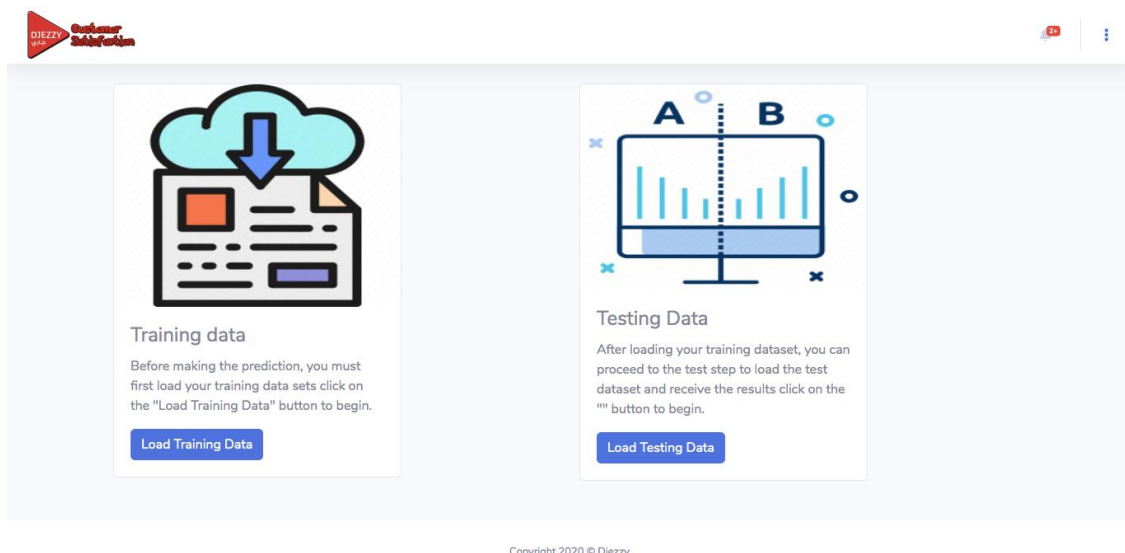 DJEZZY
جازي
Customer
Satisfaction
2+
A B
Training data
Before making the prediction, you must
first load your training data sets click on
the "Load Training Data" button to begin.
Load Training Data
Testing Data
After loading your training dataset, you can
proceed to the test step to load the test
dataset and receive the results click on the
"" button to begin.
Load Testing Data
Copyright 2020 © Djezzy